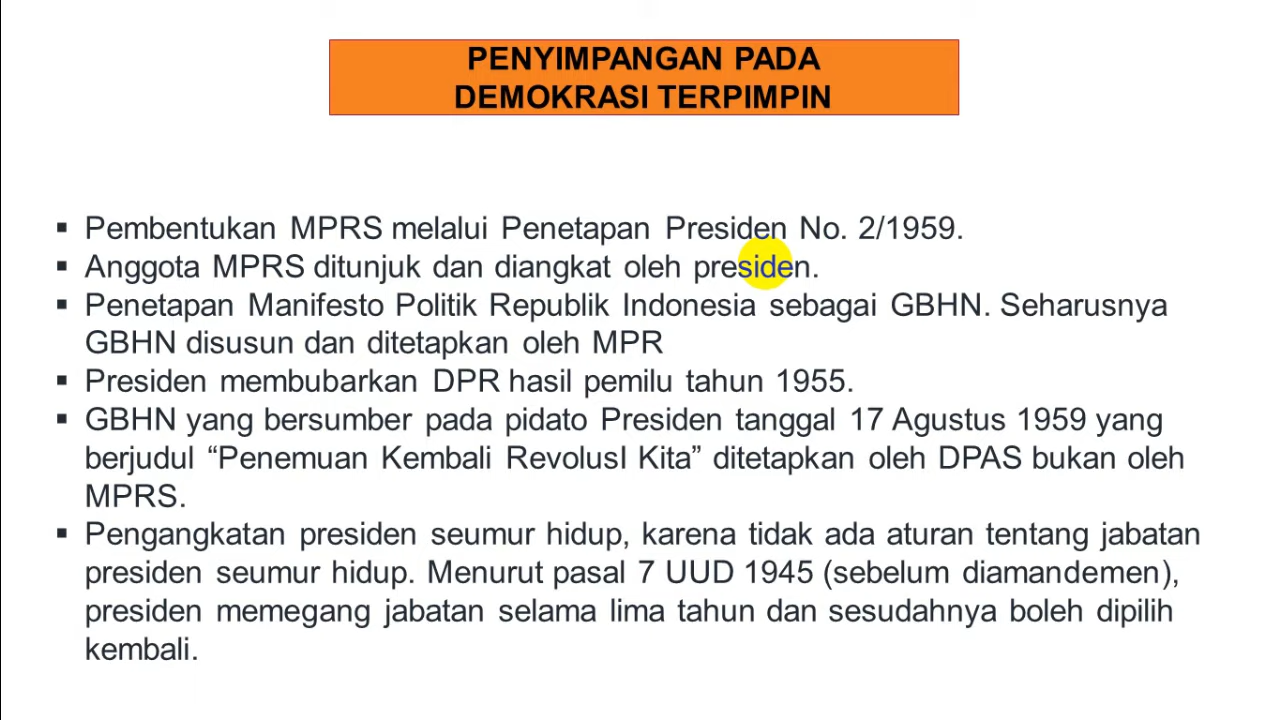 PENYIMPANGAN PADA
DEMOKRASI TERPIMPIN
▪ Pembentukan MPRS melalui Penetapan Presiden No. 2/1959.
▪ Anggota MPRS ditunjuk dan diangkat oleh presiden.
▪ Penetapan Manifesto Politik Republik Indonesia sebagai GBHN. Seharusnya
GBHN disusun dan ditetapkan oleh MPR
▪ Presiden membubarkan DPR hasil pemilu tahun 1955.
▪ GBHN yang bersumber pada pidato Presiden tanggal 17 Agustus 1959 yang
berjudul “Penemuan Kembali RevolusI Kita” ditetapkan oleh DPAS bukan oleh
MPRS.
▪ Pengangkatan presiden seumur hidup, karena tidak ada aturan tentang jabatan
presiden seumur hidup. Menurut pasal 7 UUD 1945 (sebelum diamandemen),
presiden memegang jabatan selama lima tahun dan sesudahnya boleh dipilih
kembali.